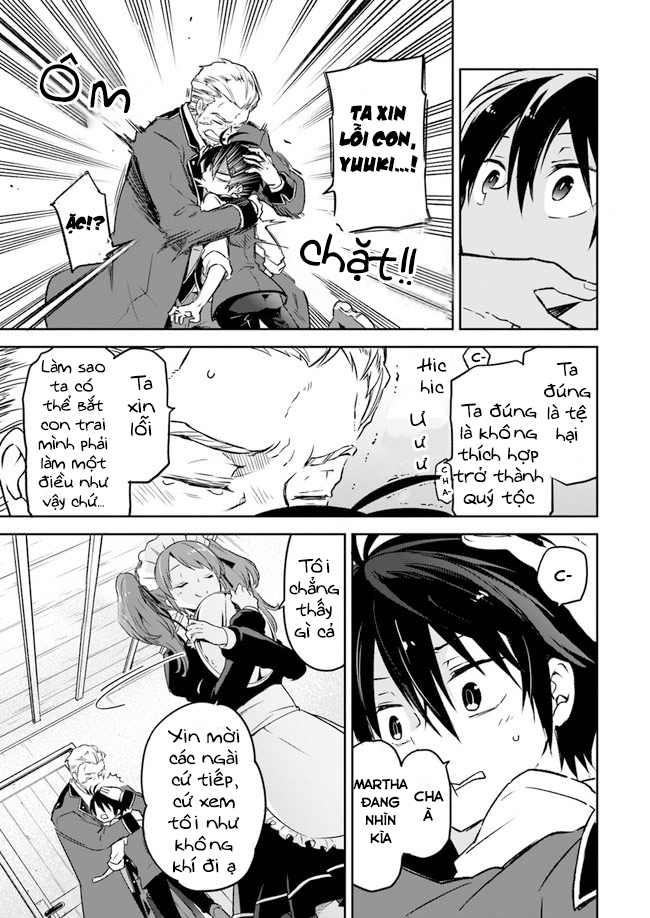 TA XIN
LỖI CON,
YUUKI...!
ÔM
ẶC!?
CHẶT!!
Ta
đúng
là tệ
hại
C-
Ta đúng
là không
thích hợp
trở thành
Quý tộc
Hic
hic
Ư
ư
ư
CHA-
Ta
xin
lỗi
Làm sao
ta có
thể bắt
con trai
mình phải
làm một
điều như
vậy chứ...
C-
CHA
À
MARTHA
ĐANG
NHÌN
KÌA
Tôi
chẳng
thấy
gì cả
Xin mời
các ngài
cứ tiếp,
cứ xem
tôi như
không
khí đi ạ